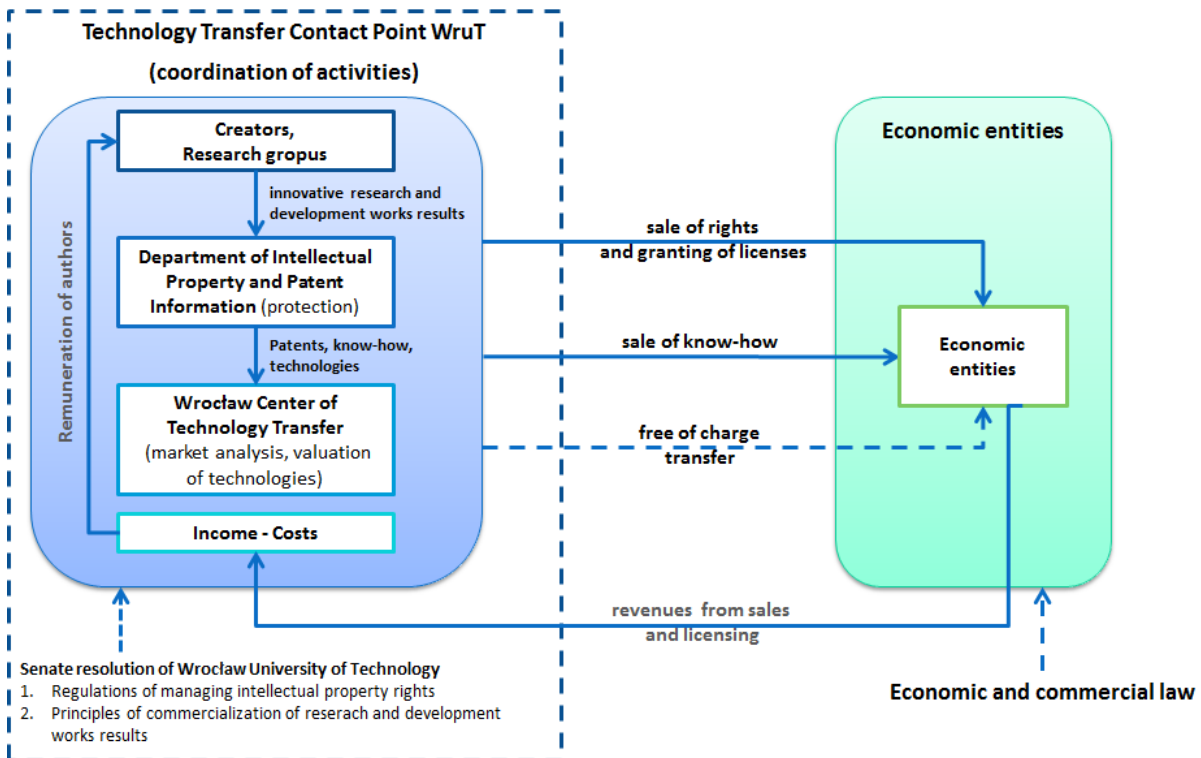 Technology Transfer Contact Point WruT
(coordination of activities)
Creators,
Research gropus
innovative research and
development works results
Department of Intellectual
Property and Patent
Information (protection)
Patents, know-how,
technologies
Wrocław Center of
Technology Transfer
(market analysis, valuation
of technologies)
Income - Costs
Remuneration of authors
sale of rights
and granting of licenses
sale of know-how
free of charge
transfer
revenues from sales
and licensing
Economic entities
Economic
entities
Senate resolution of Wrocław University of Technology
1. Regulations of managing intellectual property rights
2. Principles of commercialization of reserach and development
works results
Economic and commercial law